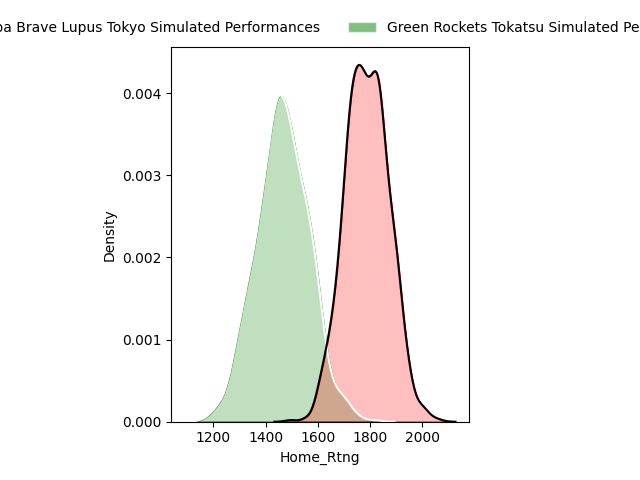 Brave Lupus Tokyo Simulated Performances
Green Rockets Tokatsu Simulated
0.004
0.003
0.002
0.001
0.000
Density
1200 1400 1600 1800 2000
Home_Rtng